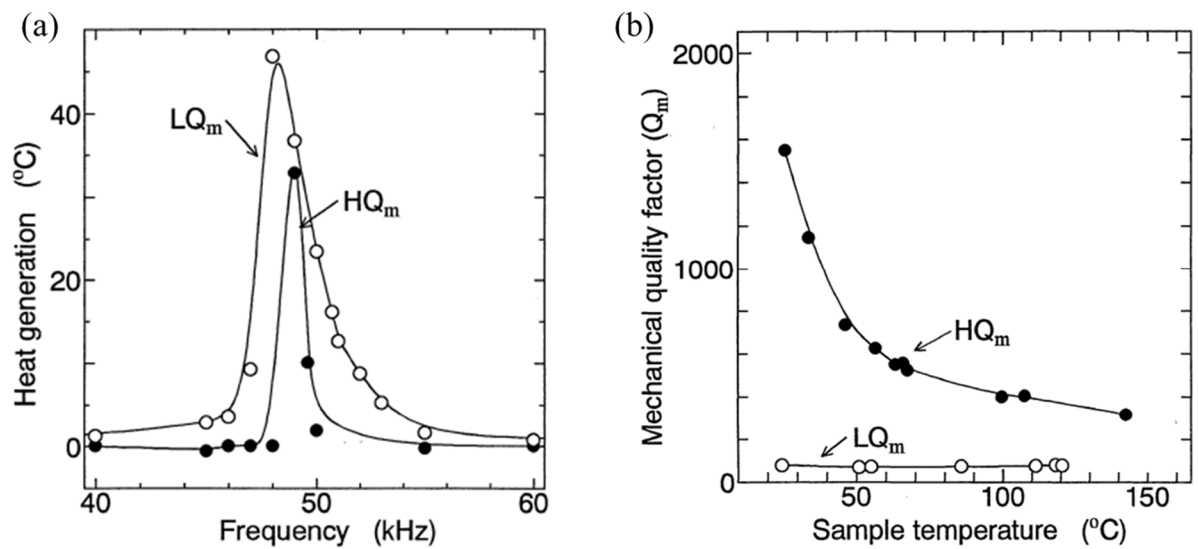 (a)
40
20
0
Heat generation (°C)
LQm
HQm
40
50
60
Frequency (kHz)
(b)
2000
1000
0
Mechanical quality factor (Qm)
HQm
LQm
50
100
150
Sample temperature (°C)